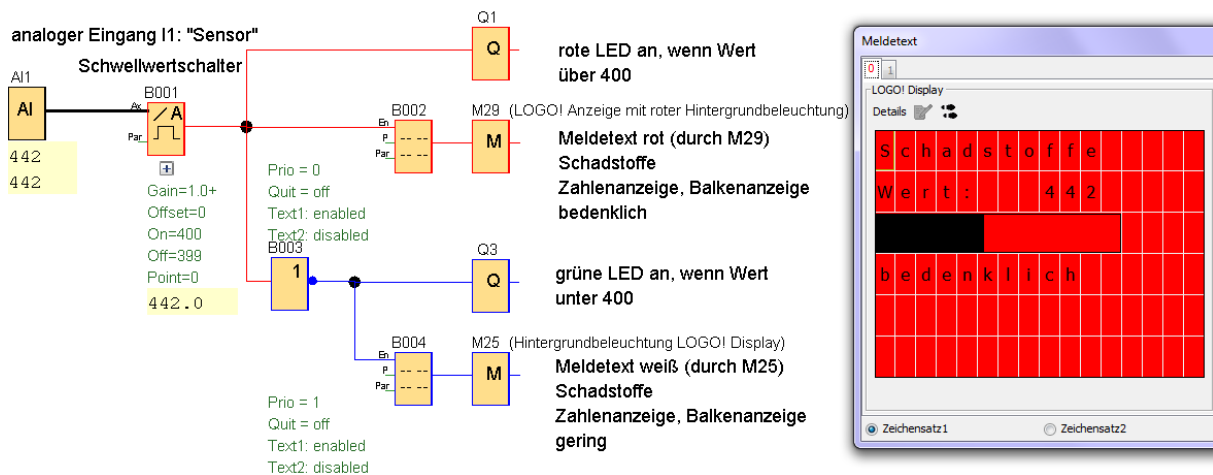 analoger Eingang I1: "Sensor"
Schwellwertschalter
AI1
AI
442
442
B001
Ax
Par
A
Gain=1.0+
Offset=0
On=400
Off=399
Point=0
442.0
Q1
Q
rote LED an, wenn Wert
über 400
B002
En
P
Par
Prio = 0
Quit = off
Text1: enabled
Text2: disabled
M29 (LOGO! Anzeige mit roter Hintergrundbeleuchtung)
M
Meldetext rot (durch M29)
Schadstoffe
Zahlenanzeige, Balkenanzeige
bedenklich
B003
1
Q3
Q
grüne LED an, wenn Wert
unter 400
B004
En
P
Par
Prio = 1
Quit = off
Text1: enabled
Text2: disabled
M25 (Hintergrundbeleuchtung LOGO! Display)
M
Meldetext weiß (durch M25)
Schadstoffe
Zahlenanzeige, Balkenanzeige
gering
Meldetext
0 1
LOGO! Display
Details
Schadstoffe
Wert: 442
bedenklich
Zeichensatz1 Zeichensatz2